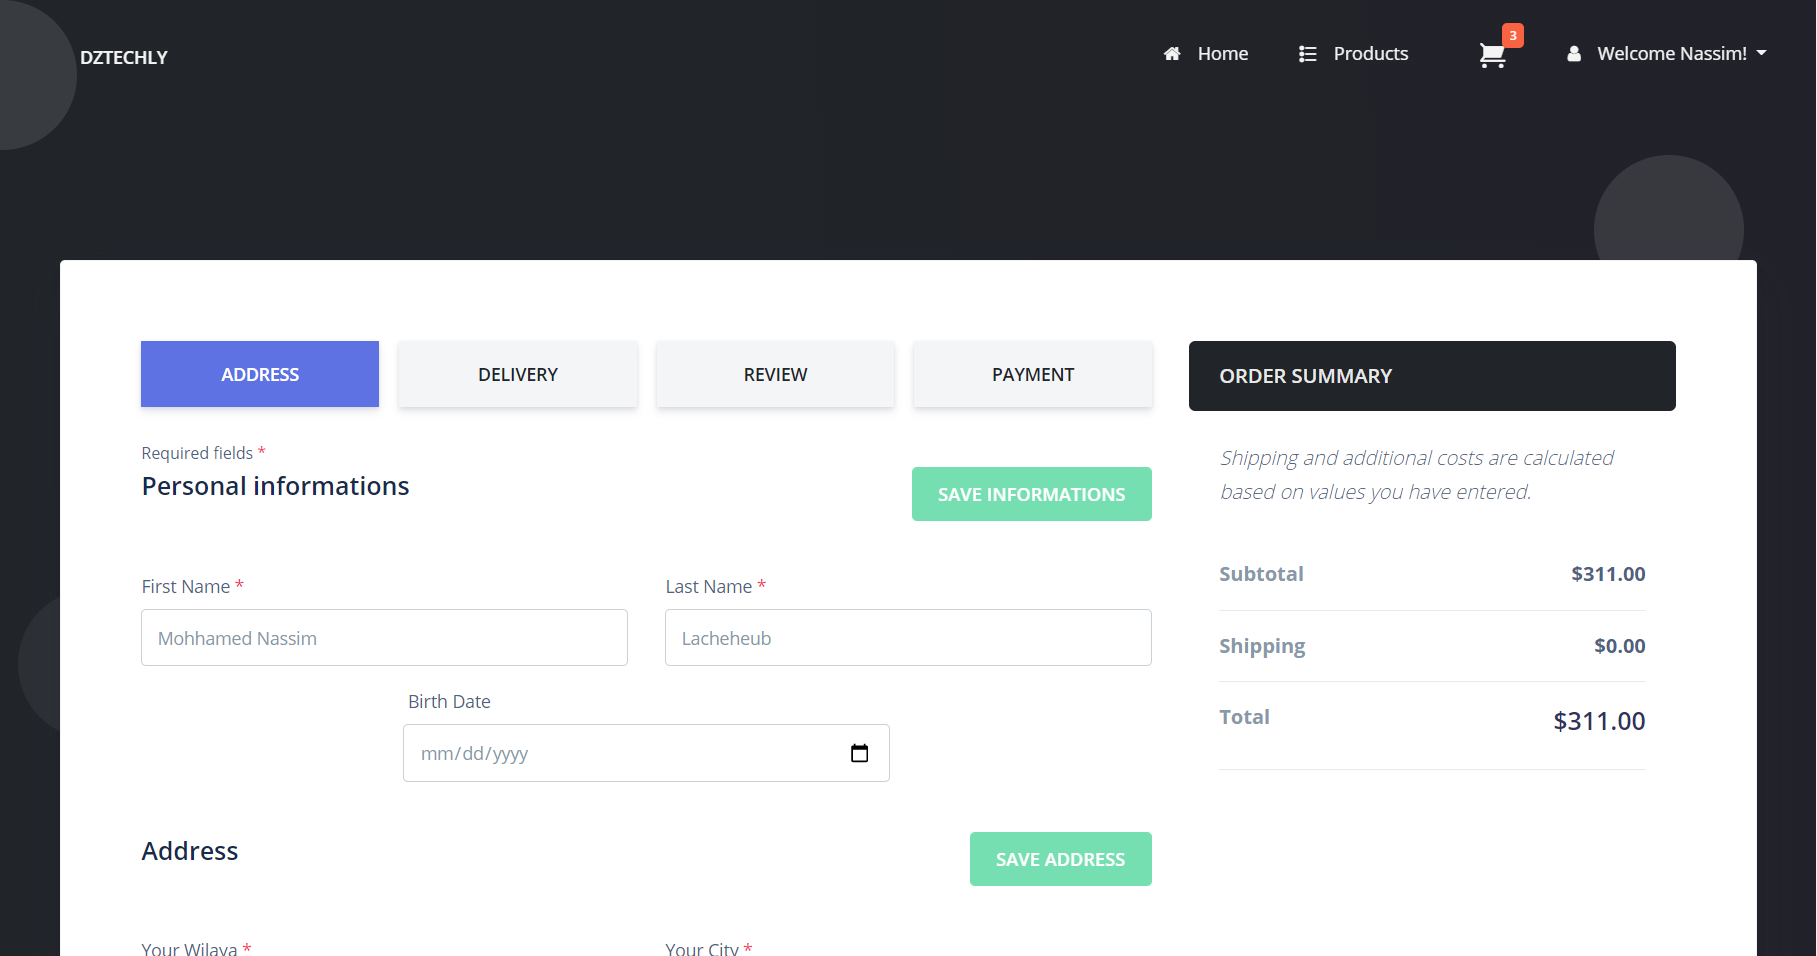 DZTECHLY
Home
Products
3
Welcome Nassim!
ADDRESS
DELIVERY
REVIEW
PAYMENT
ORDER SUMMARY
Required fields *
Personal informations
SAVE INFORMATIONS
Shipping and additional costs are calculated
based on values you have entered.
First Name *
Last Name *
Mohhamed Nassim
Lacheheub
Birth Date
mm/dd/yyyy
Subtotal
$311.00
Shipping
$0.00
Total
$311.00
Address
SAVE ADDRESS
Your Wilaya *
Your City *